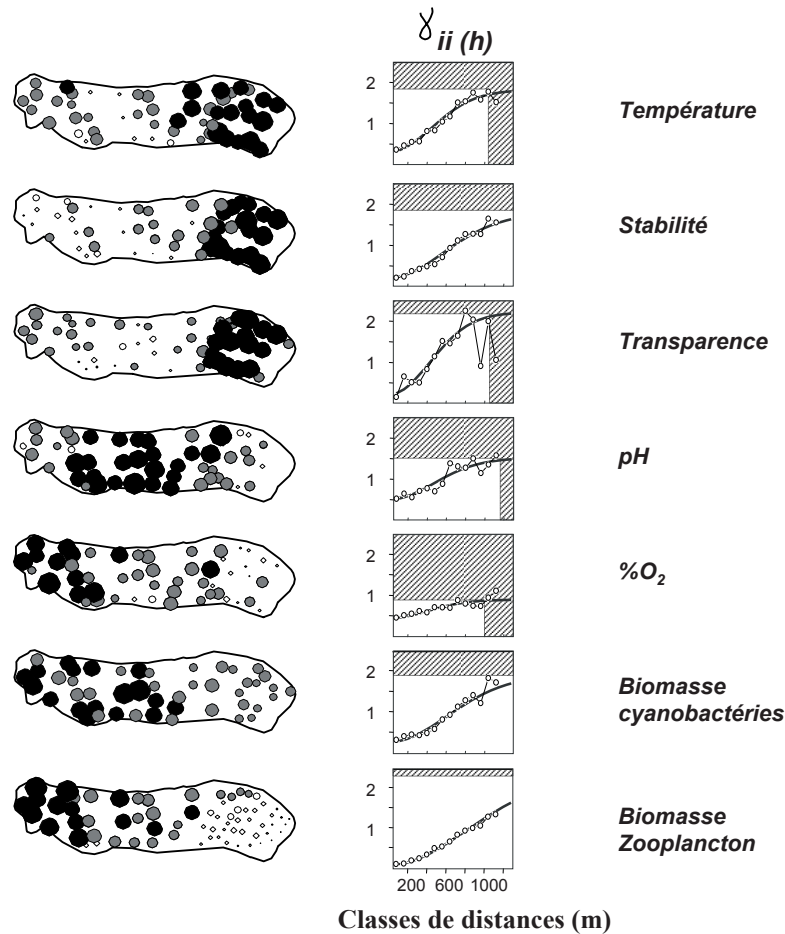 γ ii (h)
2
1
Température
2
1
Stabilité
2
1
Transparence
2
1
pH
2
1
%O₂
2
1
Biomasse
cyanobactéries
2
1
Biomasse
Zooplancton
200 600 1000
Classes de distances (m)